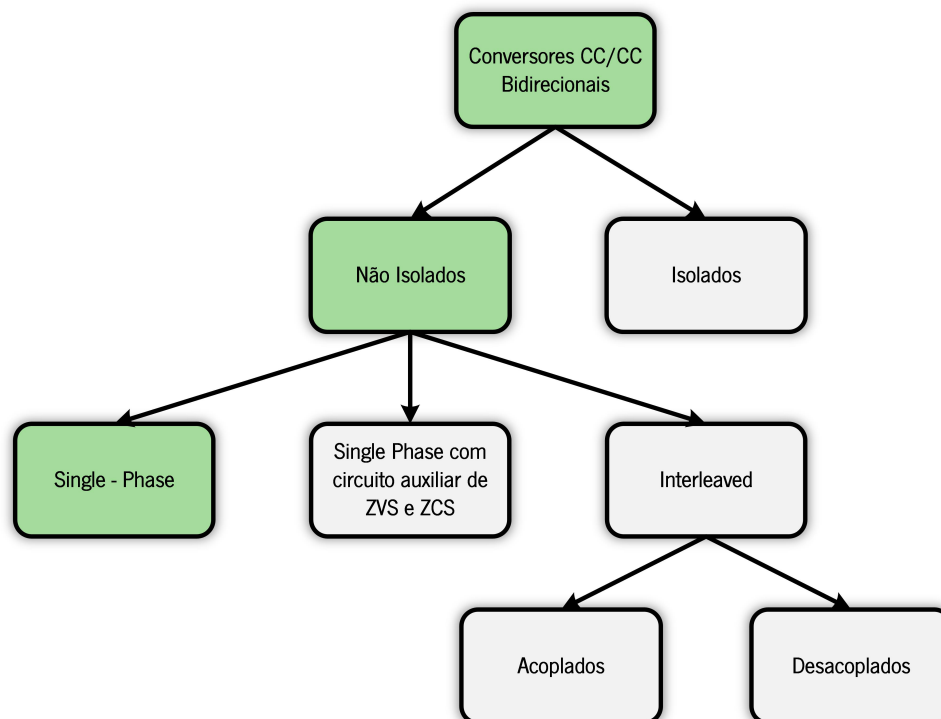 Conversores CC/CC
Bidirecionais
Não Isolados
Isolados
Single - Phase
Single Phase com
circuito auxiliar de
ZVS e ZCS
Interleaved
Acoplados
Desacoplados